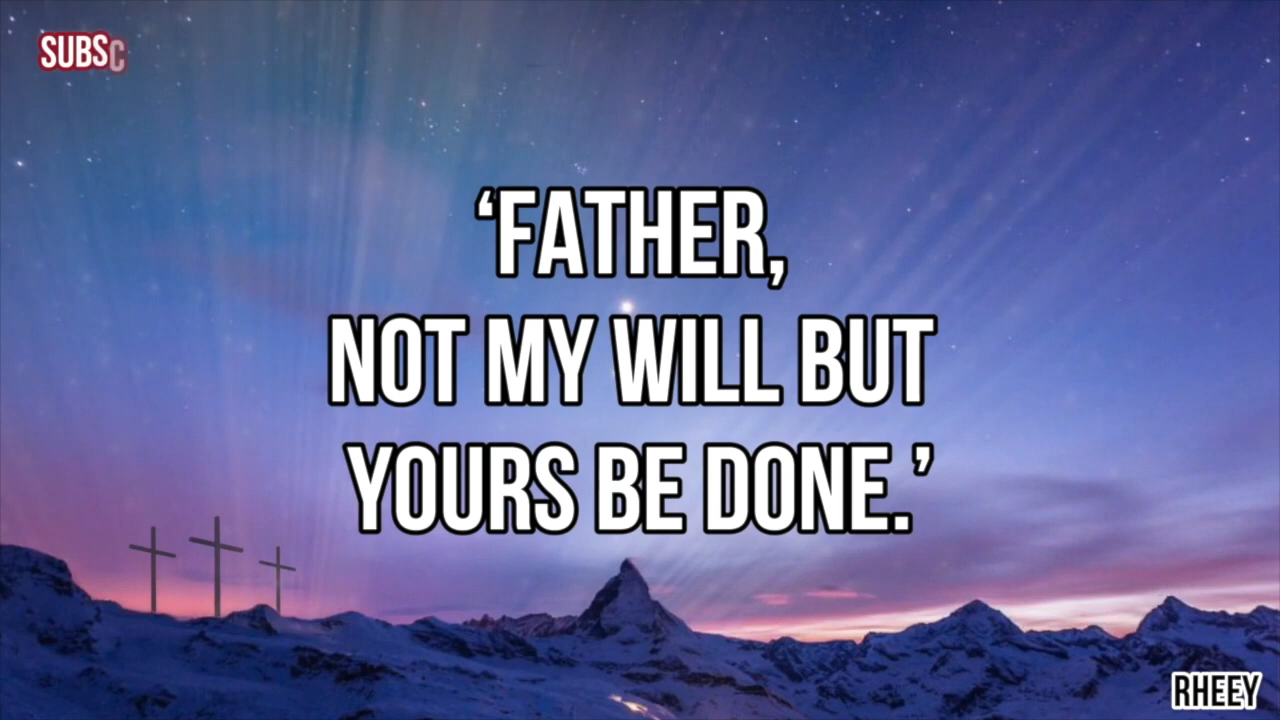 SUBSC
‘FATHER,
NOT MY WILL BUT
YOURS BE DONE.’
RHEEY